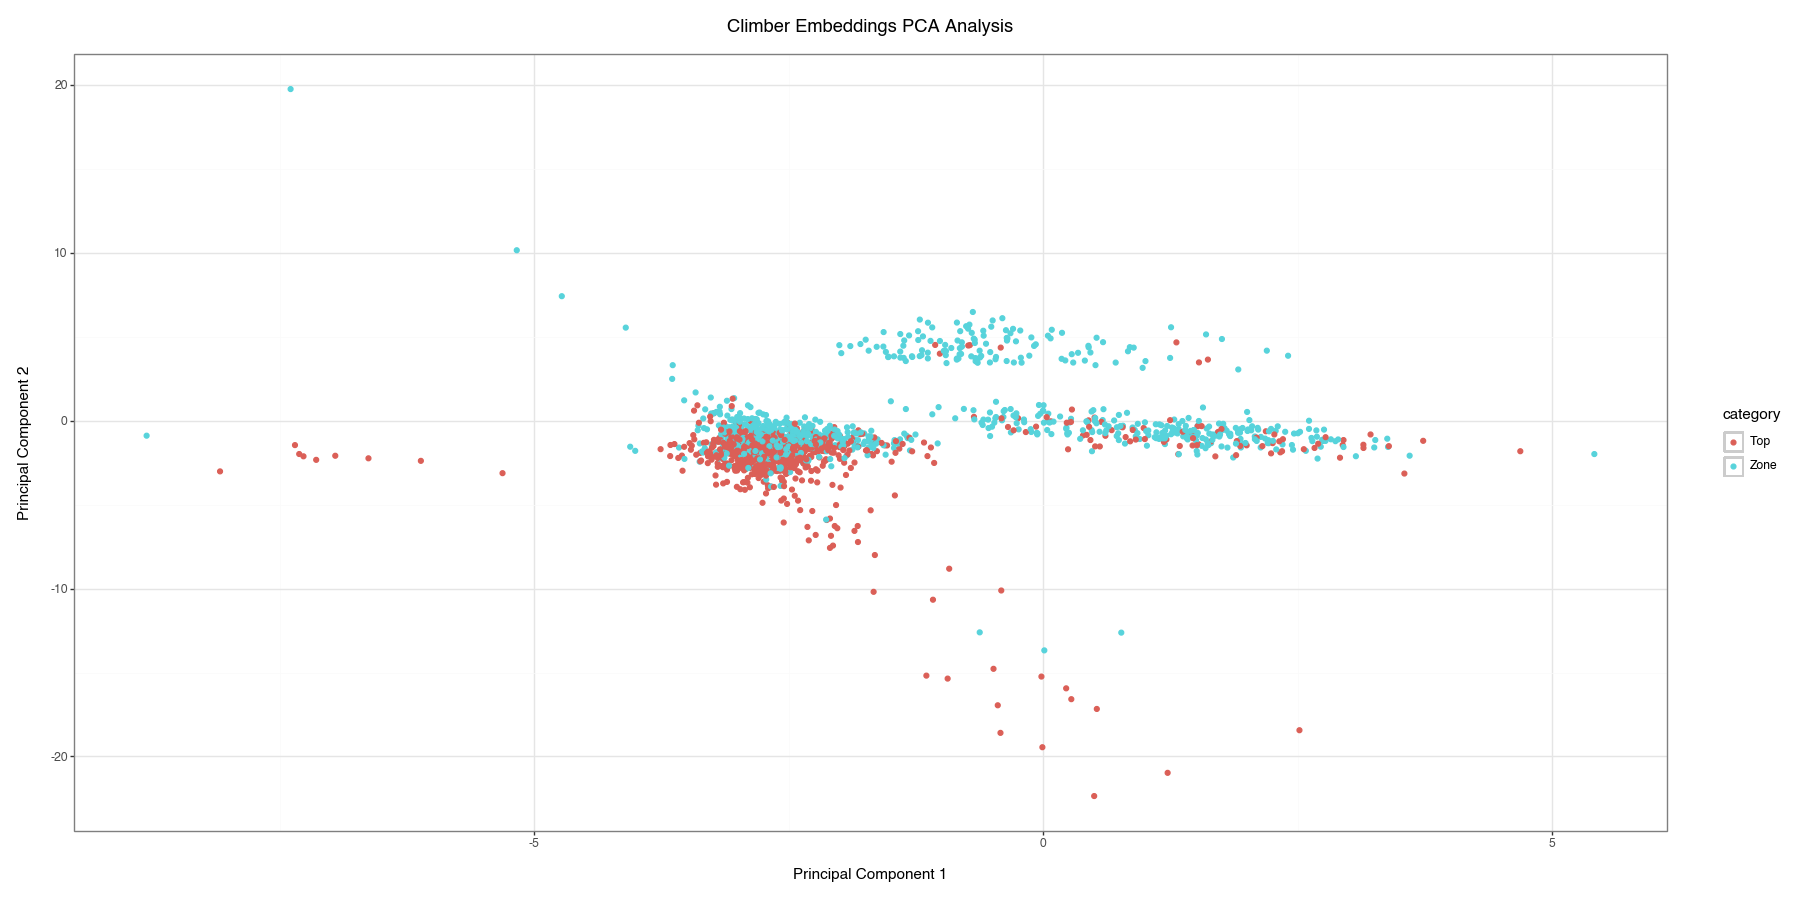 Climber Embeddings PCA Analysis
20
10
0
-10
-20
Principal Component 2
-5
0
5
Principal Component 1
category
Top
Zone